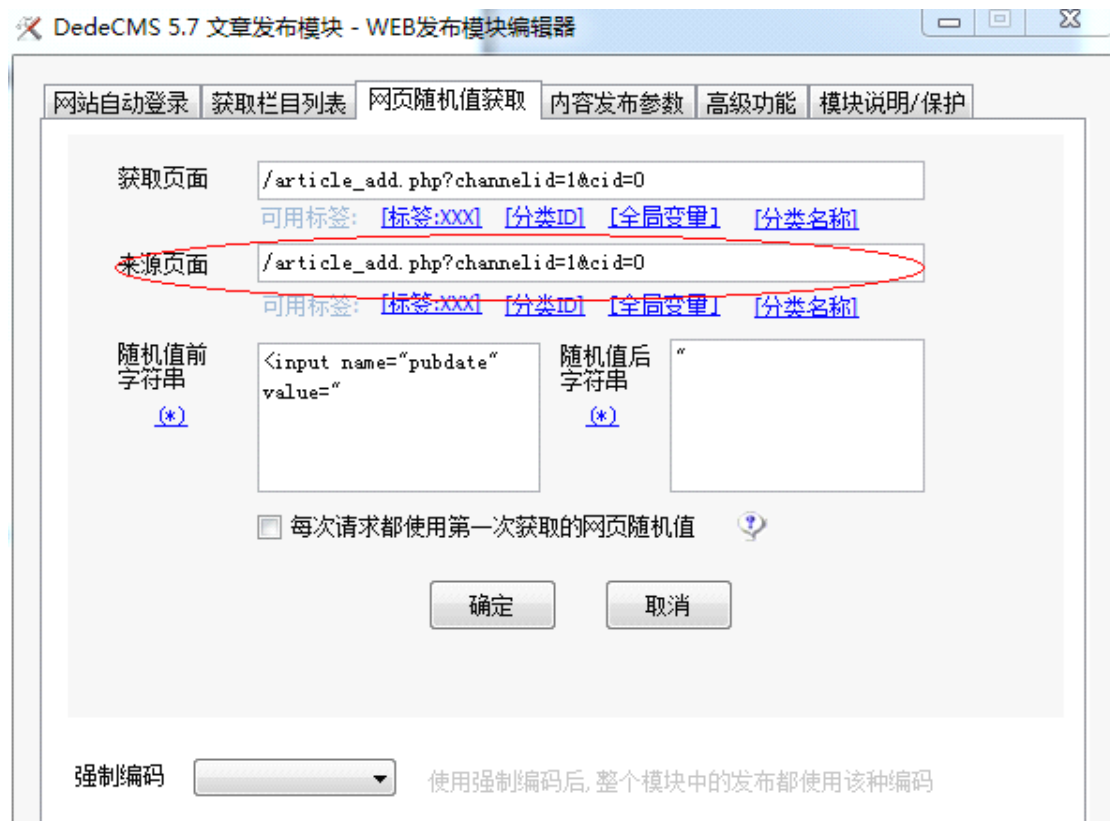 DedeCMS 5.7 文章发布模块 - WEB发布模块编辑器
网站自动登录 获取栏目列表 网页随机值获取 内容发布参数 高级功能 模块说明/保护
获取页面 /article_add.php?channelid=1&cid=0
可用标签: [标签:XXX] [分类ID] [全局变量] [分类名称]
来源页面 /article_add.php?channelid=1&cid=0
可用标签: [标签:XXX] [分类ID] [全局变量] [分类名称]
随机值前 <input name="pubdate" 随机值后 "
字符串 value=" 字符串
(*) (*)
每次请求都使用第一次获取的网页随机值
确定 取消
强制编码 使用强制编码后, 整个模块中的发布都使用该种编码